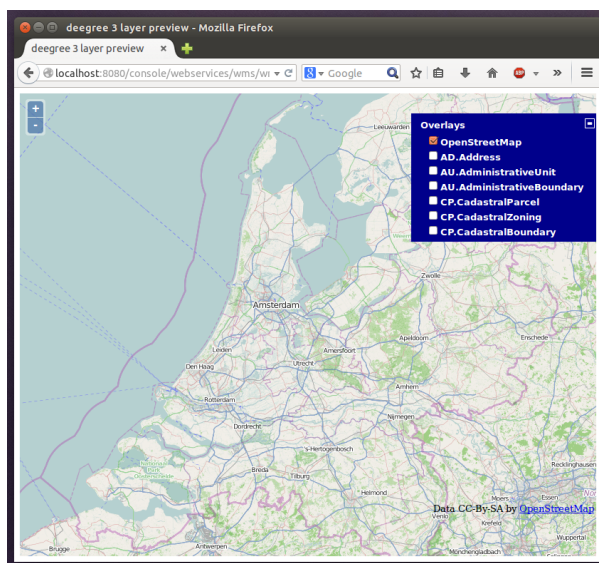 deegree 3 layer preview - Mozilla Firefox
deegree 3 layer preview
localhost:8080/console/webservices/wms/
Google
+
-
Overlays
OpenStreetMap
AD.Address
AU.AdministrativeUnit
AU.AdministrativeBoundary
CP.CadastralParcel
CP.CadastralZoning
CP.CadastralBoundary
Leeuwarden
Zwolle
Amsterdam
Leiden
Amersfoort
Apeldoorn
Enschede
Den Haag
Utrecht
Rotterdam
Arnhem
Nijmegen
Dordrecht
's-Hertogenbosch
Breda
Tilburg
Recklinghausen
Helmond
Moers
Essen
Data CC-By-SA by OpenStreetMap
Venlo
Krefeld
Wuppertal
Brugge
Antwerpen
Mönchengladbach